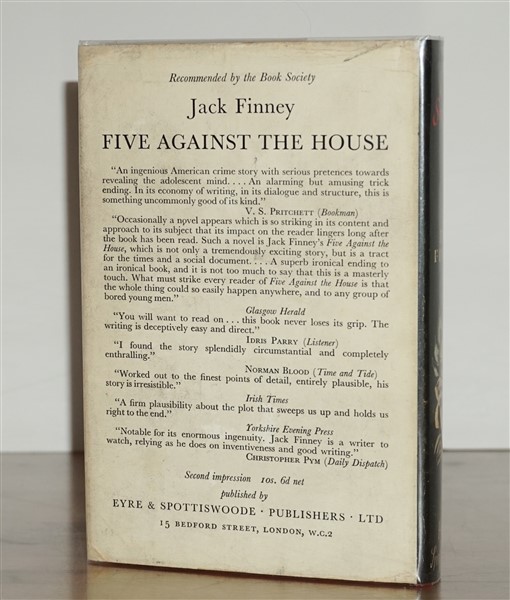 Recommended by the Book Society
Jack Finney
FIVE AGAINST THE HOUSE
"An ingenious American crime story with serious pretences towards
revealing the adolescent mind. . . . An alarming but amusing trick
ending. In its economy of writing, in its dialogue and structure, this is
something uncommonly good of its kind."
V. S. PRITCHETT (Bookman)
"Occasionally a novel appears which is so striking in its content and
approach to its subject that its impact on the reader lingers long after
the book has been read. Such a novel is Jack Finney's Five Against the
House, which is not only a tremendously exciting story, but is a tract
for the times and a social document. . . . A superb ironical ending to
an ironical book, and it is not too much to say that this is a masterly
touch. What must strike every reader of Five Against the House is that
the whole thing could so easily happen anywhere, and to any group of
bored young men."
Glasgow Herald
"You will want to read on . . . this book never loses its grip. The
writing is deceptively easy and direct."
IDRIS PARRY (Listener)
"I found the story splendidly circumstantial and completely
enthralling."
NORMAN BLOOD (Time and Tide)
"Worked out to the finest points of detail, entirely plausible, his
story is irresistible."
Irish Times
"A firm plausibility about the plot that sweeps us up and holds us
right to the end."
Yorkshire Evening Press
"Notable for its enormous ingenuity. Jack Finney is a writer to
watch, relying as he does on inventiveness and good writing."
CHRISTOPHER PYM (Daily Dispatch)
Second impression 10s. 6d net
published by
EYRE & SPOTTISWOODE · PUBLISHERS · LTD
15 BEDFORD STREET, LONDON, W.C.2